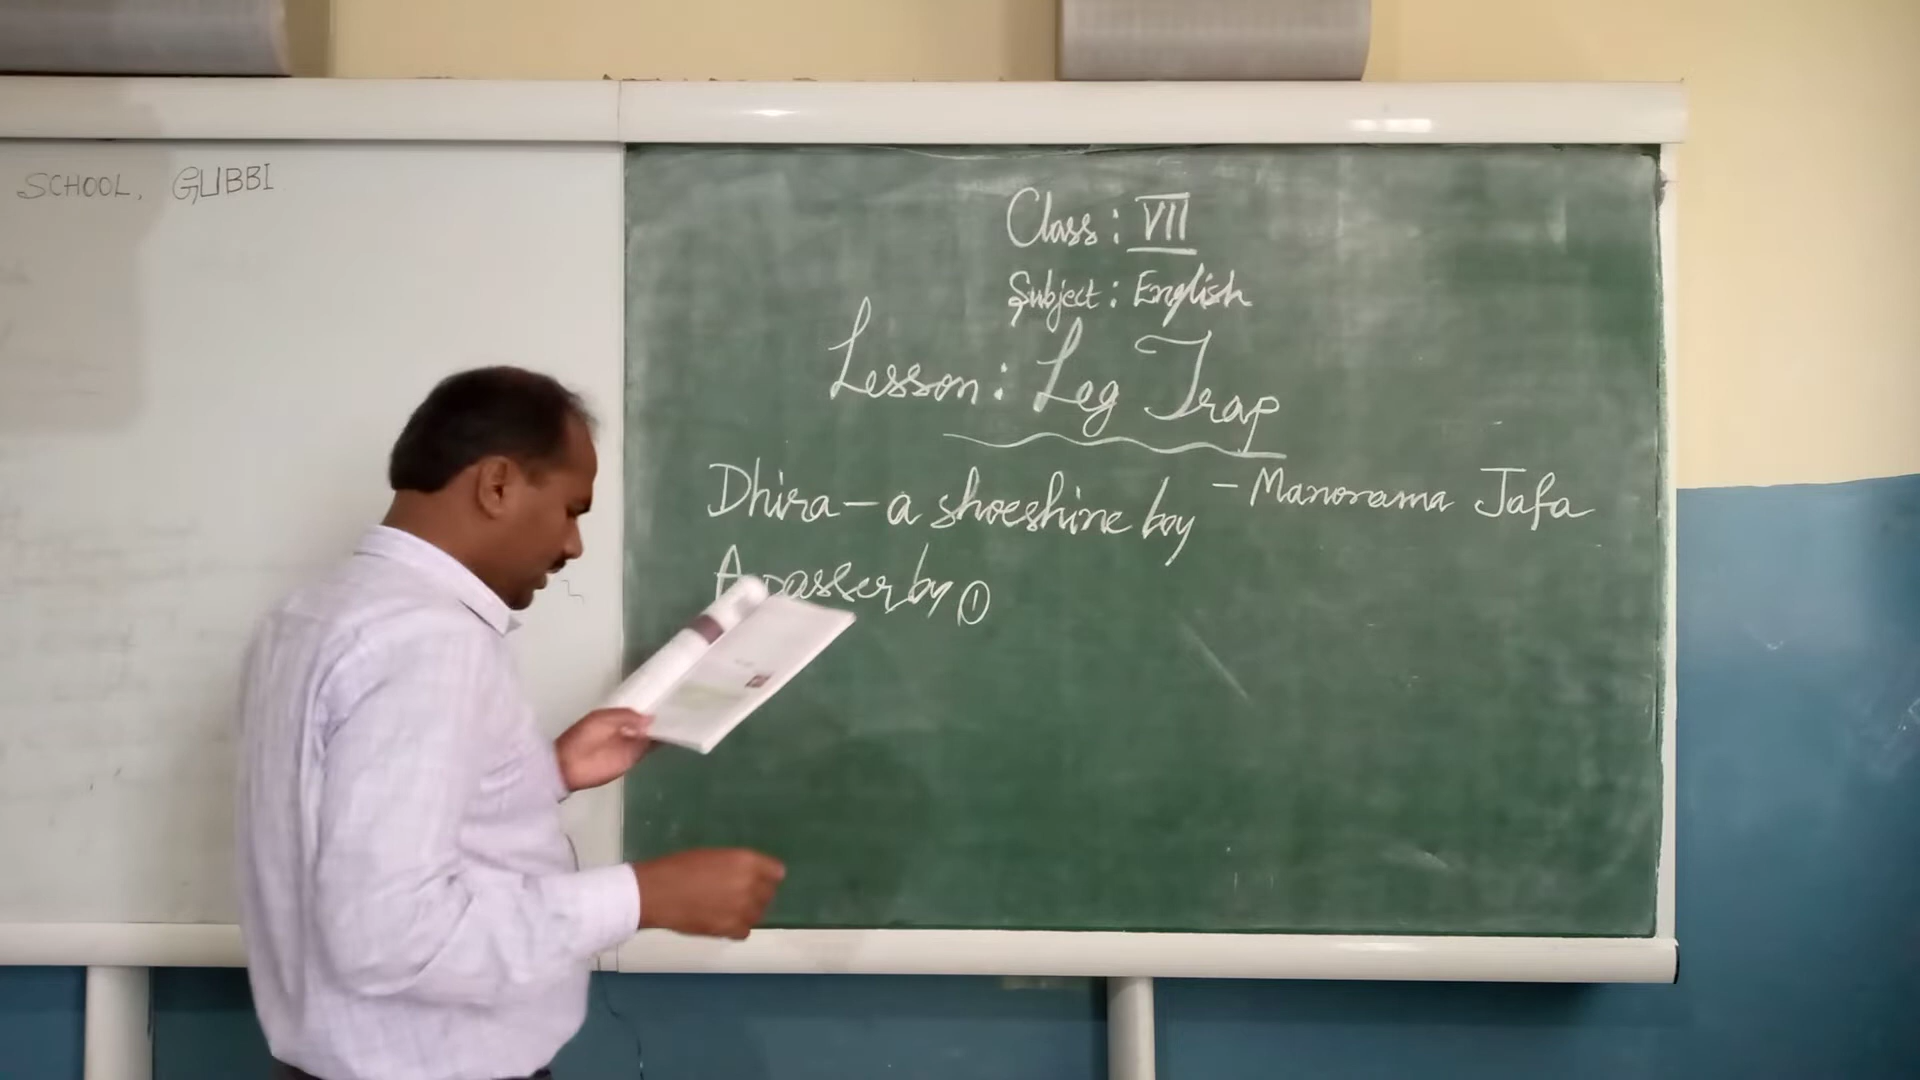 SCHOOL, GUBBI
Class: VII
Subject: English
Lesson: Leg Trap
- Manorama Jafa
Dhira - a shoeshine boy
A passer by ①